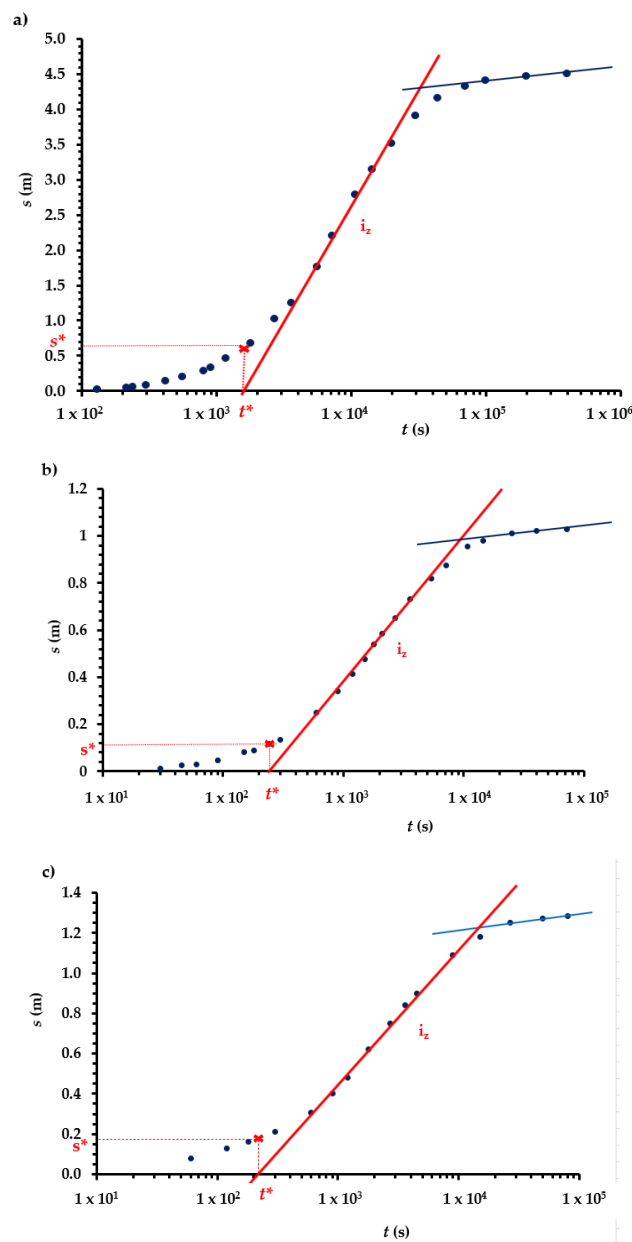 a)
5.0
4.5
4.0
3.5
3.0
2.5
2.0
1.5
1.0
0.5
0.0
s (m)
s*
i_z
1 x 10² 1 x 10³ 1 x 10⁴ 1 x 10⁵ 1 x 10⁶
t*
t (s)
b)
1.2
1
0.8
0.6
0.4
0.2
0
s (m)
s*
i_z
1 x 10¹ 1 x 10² 1 x 10³ 1 x 10⁴ 1 x 10⁵
t*
t (s)
c)
1.4
1.2
1.0
0.8
0.6
0.4
0.2
0.0
s (m)
s*
i_z
1 x 10¹ 1 x 10² 1 x 10³ 1 x 10⁴ 1 x 10⁵
t*
t (s)